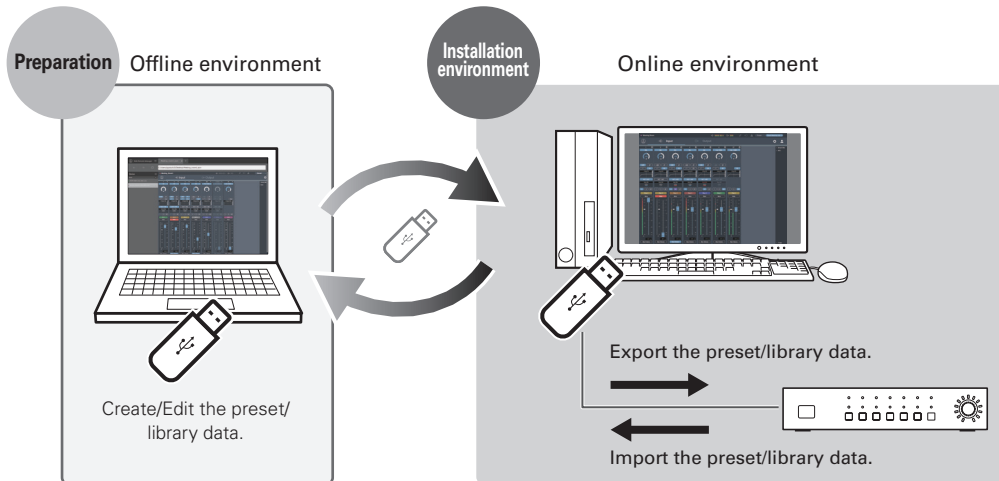 Preparation
Offline environment
Installation
environment
Online environment
Create/Edit the preset/
library data.
Export the preset/library data.
Import the preset/library data.